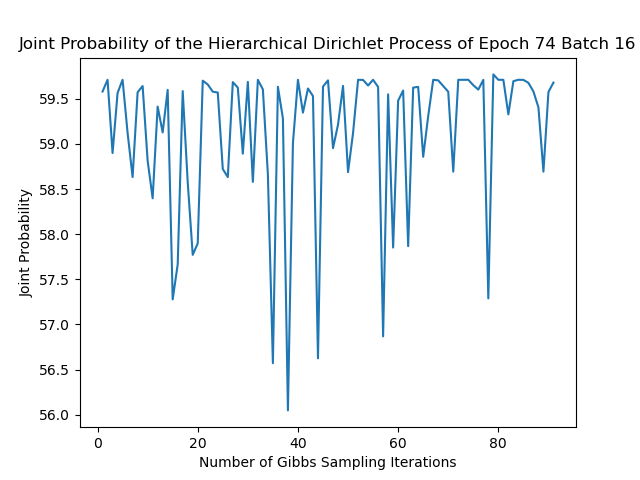 Joint Probability of the Hierarchical Dirichlet Process of Epoch 74 Batch 16
59.5
59.0
58.5
58.0
57.5
57.0
56.5
56.0
Joint Probability
0 20 40 60 80
Number of Gibbs Sampling Iterations